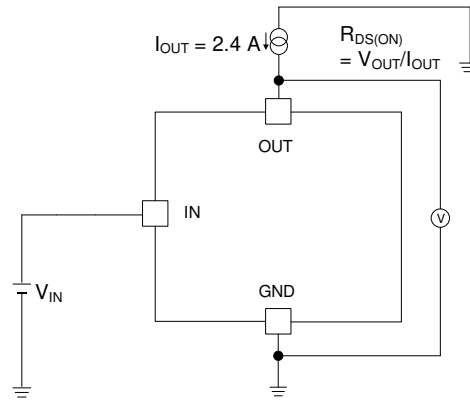 I_OUT = 2.4 A
R_DS(ON)
= V_OUT/I_OUT
OUT
IN
V
GND
V_IN